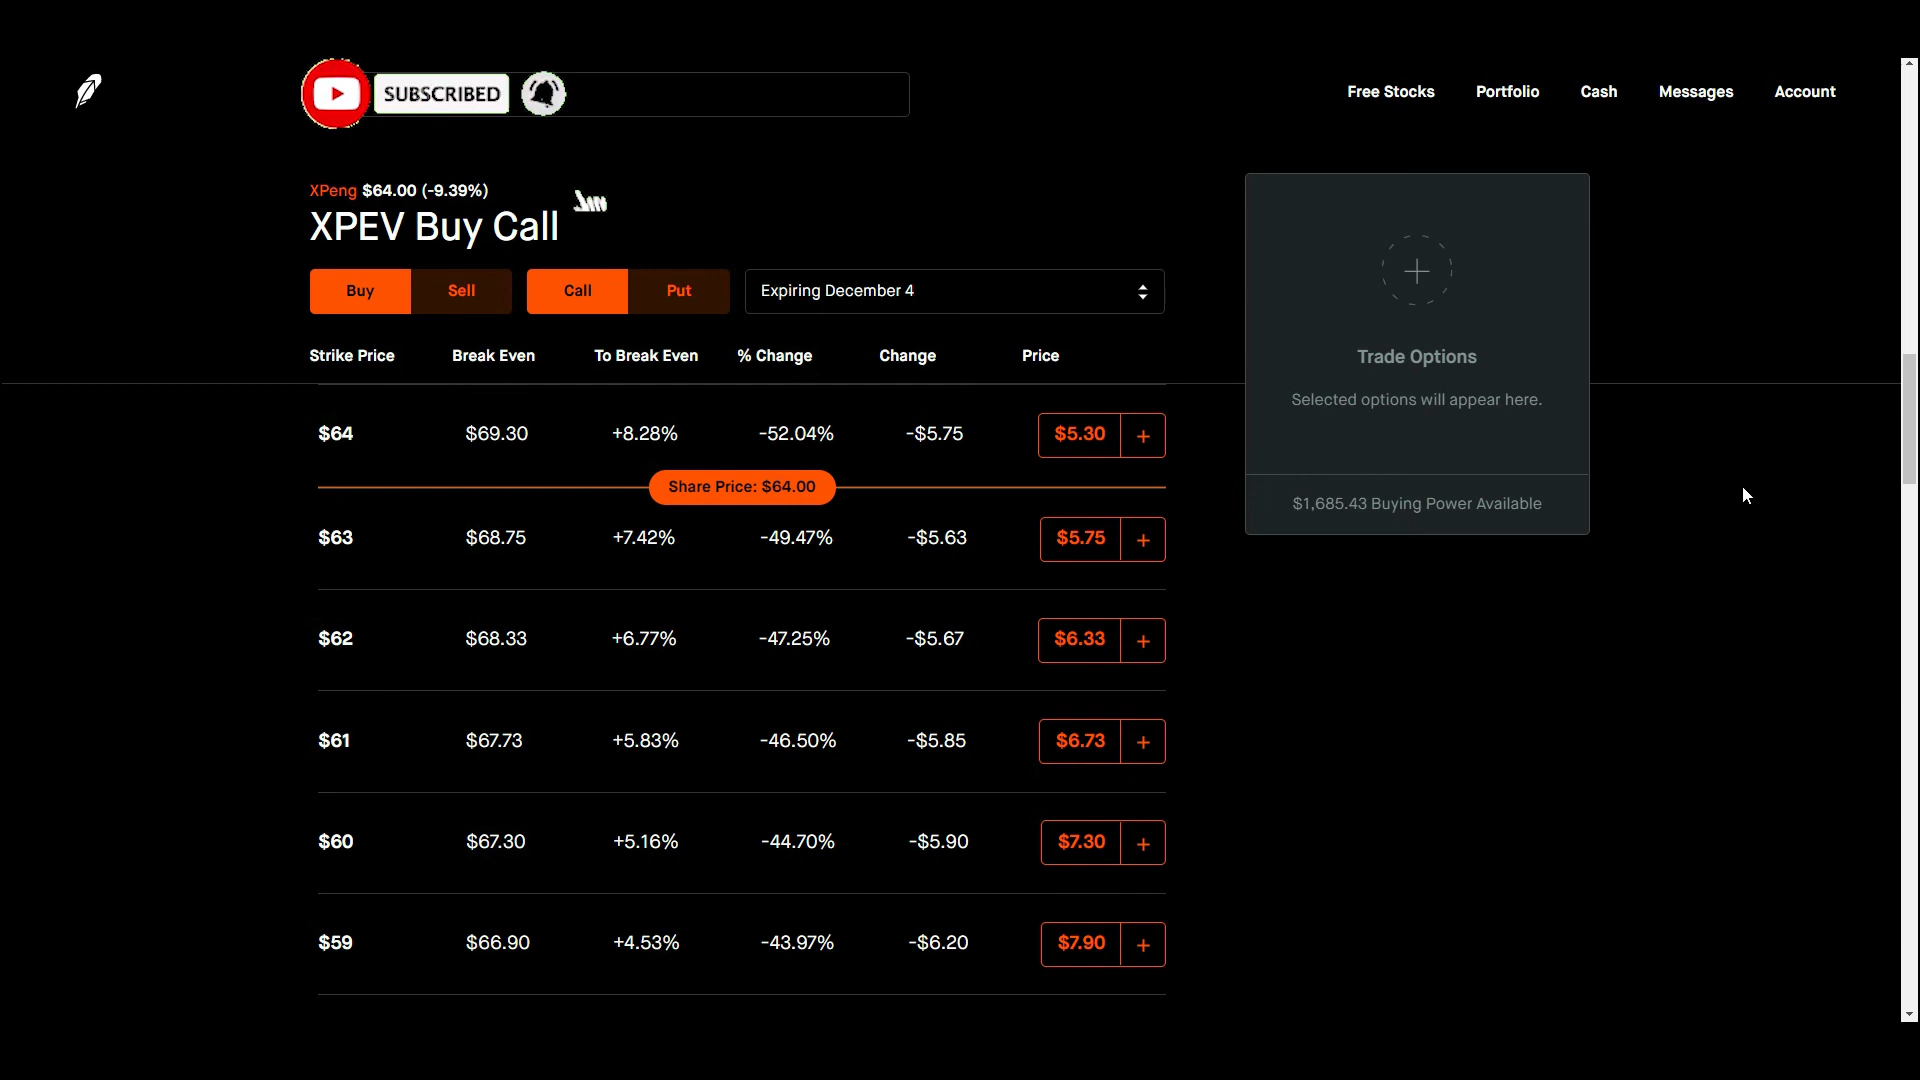 SUBSCRIBED
Free Stocks Portfolio Cash Messages Account
XPeng $64.00 (-9.39%)
XPEV Buy Call
Buy Sell Call Put Expiring December 4
Strike Price Break Even To Break Even % Change Change Price
$64 $69.30 +8.28% -52.04% -$5.75 $5.30 +
Share Price: $64.00
$63 $68.75 +7.42% -49.47% -$5.63 $5.75 +
$62 $68.33 +6.77% -47.25% -$5.67 $6.33 +
$61 $67.73 +5.83% -46.50% -$5.85 $6.73 +
$60 $67.30 +5.16% -44.70% -$5.90 $7.30 +
$59 $66.90 +4.53% -43.97% -$6.20 $7.90 +
Trade Options
Selected options will appear here.
$1,685.43 Buying Power Available